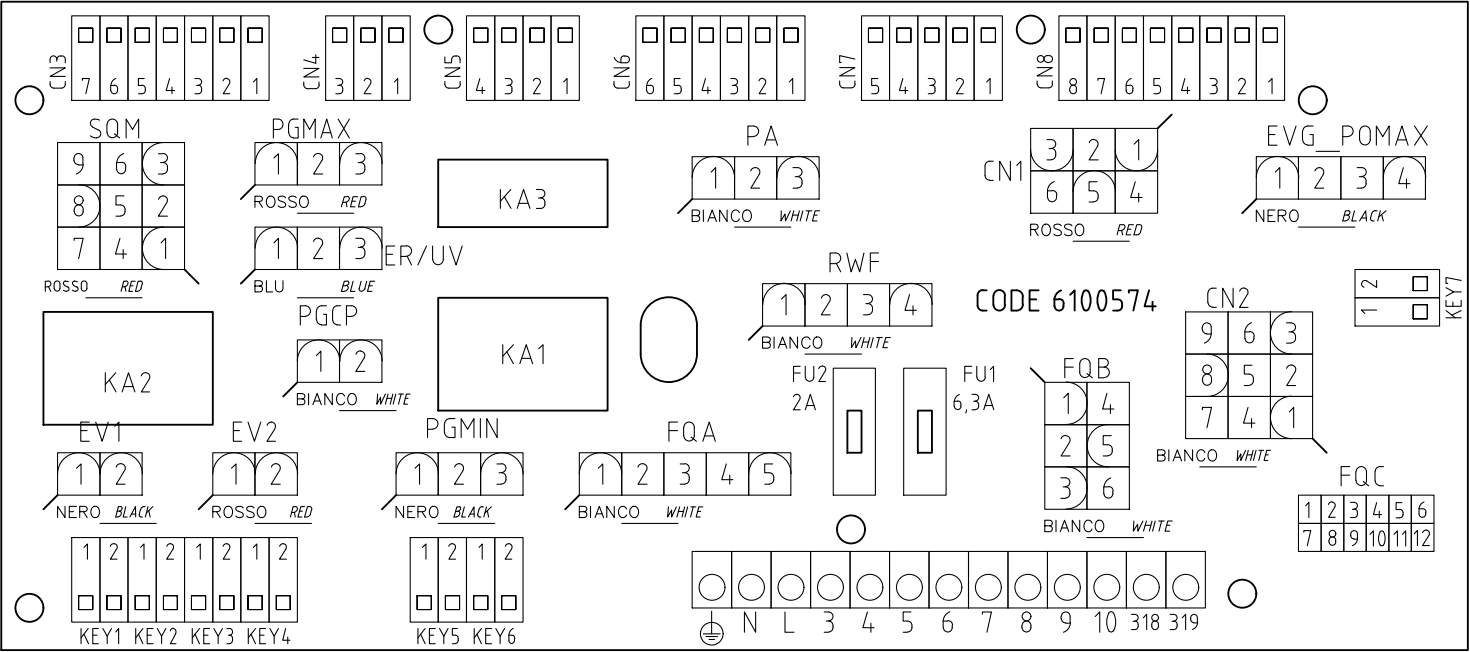 CN3
7 6 5 4 3 2 1
CN4
3 2 1
CN5
4 3 2 1
CN6
6 5 4 3 2 1
CN7
5 4 3 2 1
CN8
8 7 6 5 4 3 2 1
SQM
9 6 3
8 5 2
7 4 1
ROSSO RED
PGMAX
1 2 3
ROSSO RED
1 2 3
ER/UV
BLU BLUE
PGCP
1 2
BIANCO WHITE
KA3
KA1
KA2
PA
1 2 3
BIANCO WHITE
CN1
3 2 1
6 5 4
ROSSO RED
EVG_POMAX
1 2 3 4
NERO BLACK
RWF
1 2 3 4
BIANCO WHITE
CODE 6100574
KEY7
2
1
CN2
9 6 3
8 5 2
7 4 1
BIANCO WHITE
FU2
2A
FU1
6,3A
FQB
1 4
2 5
3 6
BIANCO WHITE
EV1
1 2
NERO BLACK
EV2
1 2
ROSSO RED
PGMIN
1 2 3
NERO BLACK
FQA
1 2 3 4 5
BIANCO WHITE
FQC
1 2 3 4 5 6
7 8 9 10 11 12
1 2 1 2 1 2 1 2
KEY1 KEY2 KEY3 KEY4
1 2 1 2
KEY5 KEY6
N L 3 4 5 6 7 8 9 10 318 319